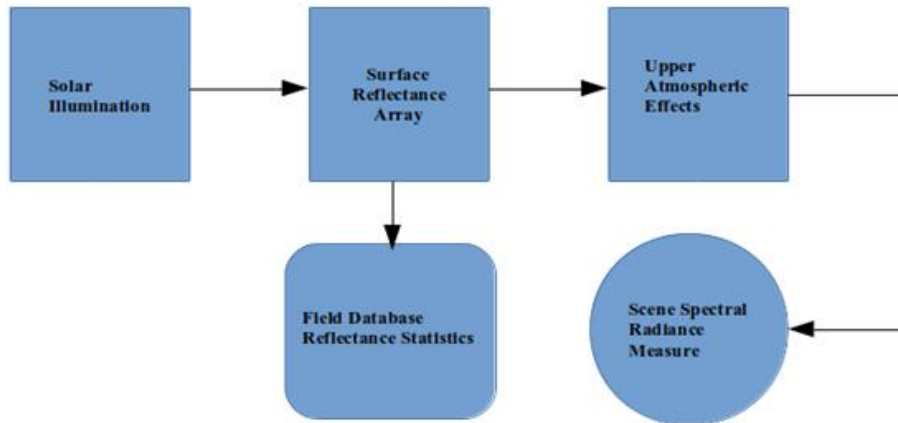 Solar
Illumination
Surface
Reflectance
Array
Upper
Atmospheric
Effects
Field Database
Reflectance Statistics
Scene Spectral
Radiance
Measure